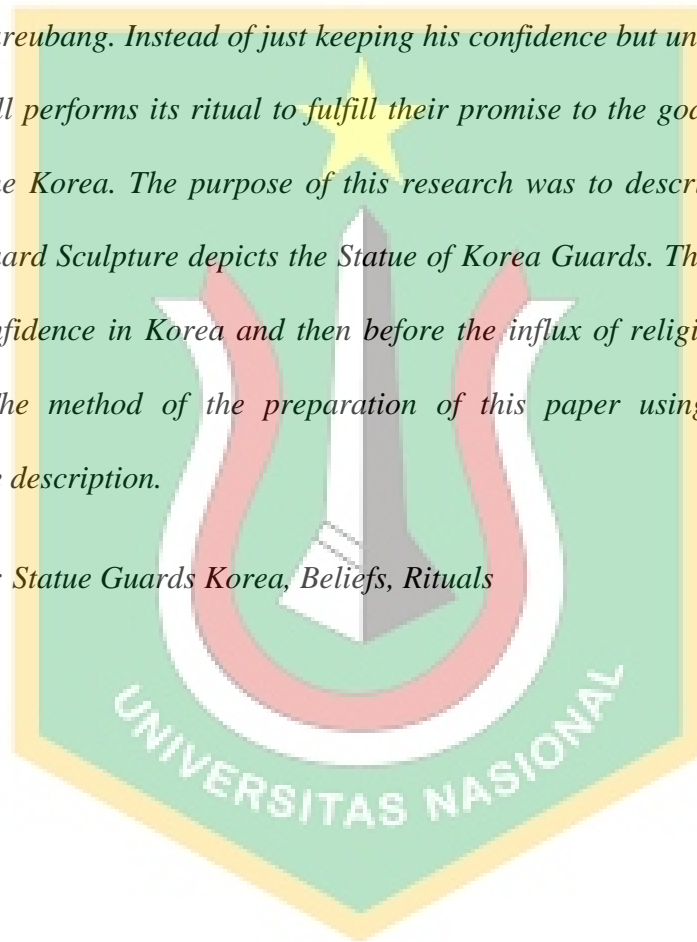 reubang. Instead of just keeping his confidence but un
ll performs its ritual to fulfill their promise to the go
e Korea. The purpose of this research was to descri
ard Sculpture depicts the Statue of Korea Guards. Th
nfidence in Korea and then before the influx of religi
he method of the preparation of this paper using
description.
: Statue Guards Korea, Beliefs, Rituals
UNIVERSITAS NASIONAL